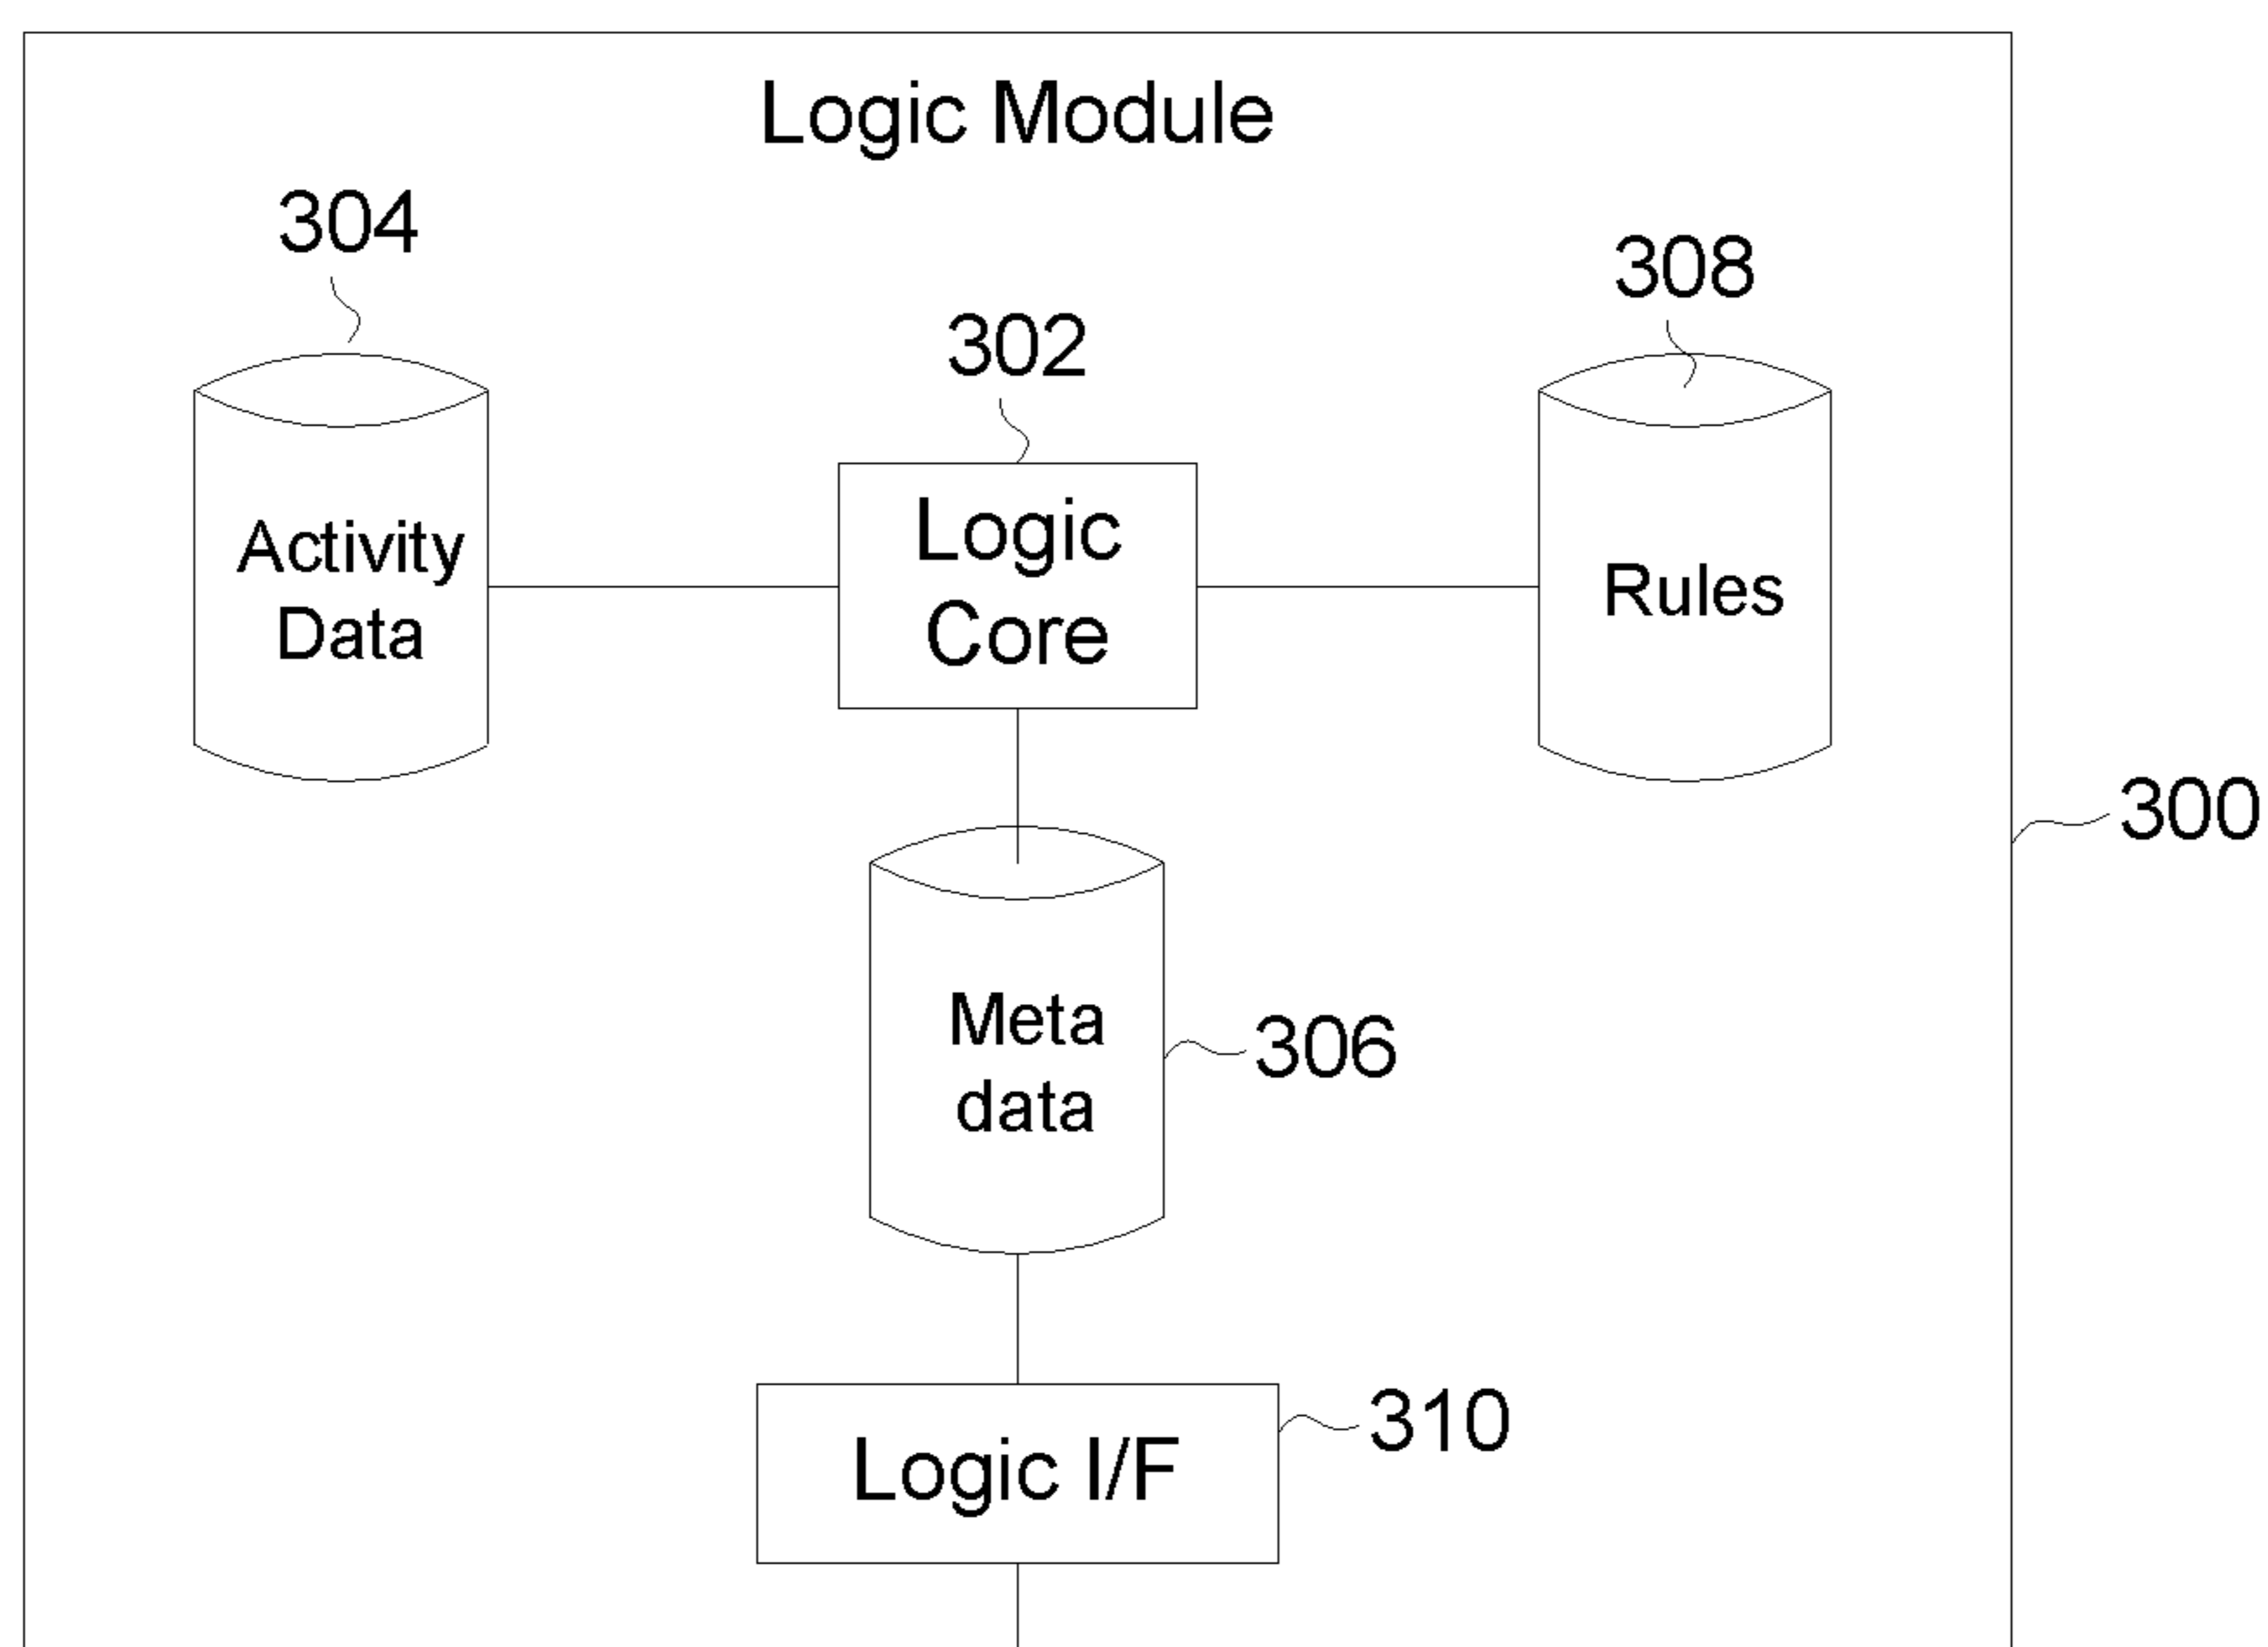 Logic Module
304
308
302
Activity
Data
Logic
Core
Rules
300
Meta
data
306
310
Logic I/F